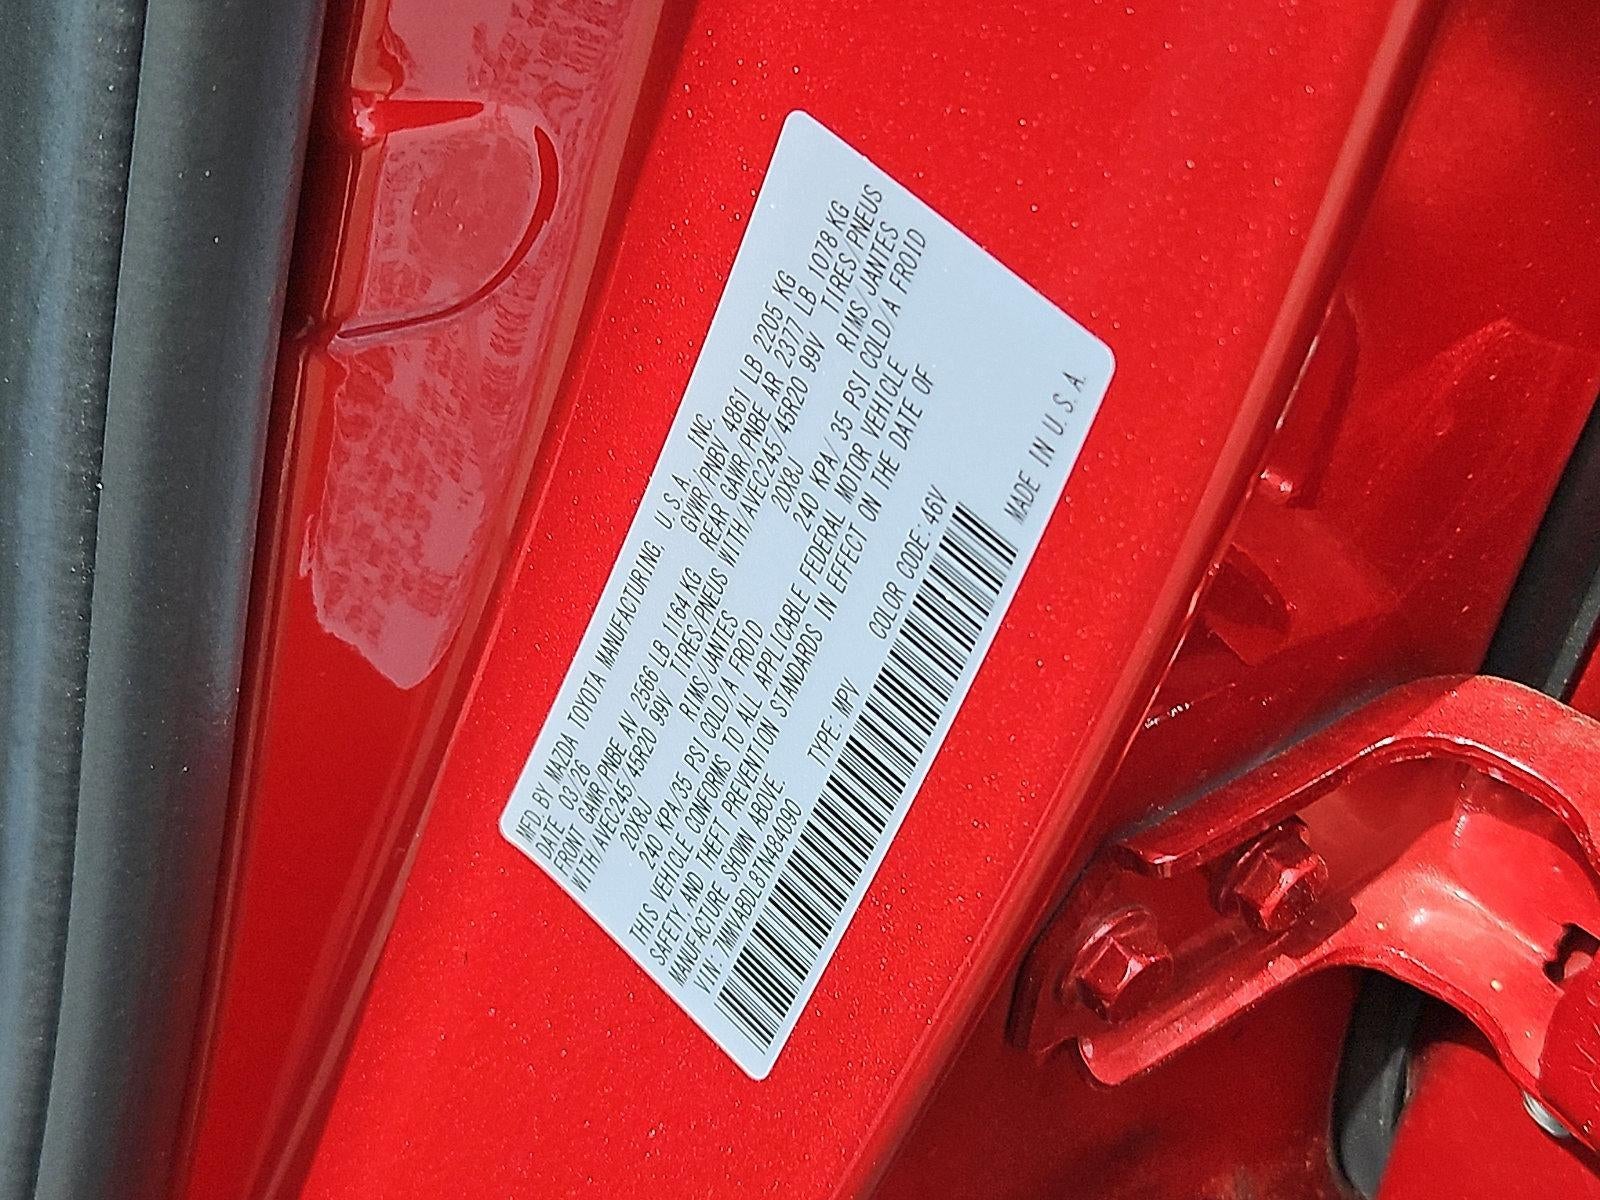 MFD. BY MAZDA TOYOTA MANUFACTURING, U.S.A., INC.
DATE 03/26 GVWR/PNBV 4861 LB 2205 KG
FRONT GAWR/PNBE AV 2566 LB 1164 KG REAR GAWR/PNBE AR 2377 LB 1078 KG
WITH/AVEC245/45R20 99V TIRES/PNEUS WITH/AVEC245/45R20 99V TIRES/PNEUS
20X8J RIMS/JANTES 20X8J RIMS/JANTES
240 KPA/35 PSI COLD/A FROID 240 KPA/ 35 PSI COLD/A FROID
THIS VEHICLE CONFORMS TO ALL APPLICABLE FEDERAL MOTOR VEHICLE
SAFETY AND THEFT PREVENTION STANDARDS IN EFFECT ON THE DATE OF
MANUFACTURE SHOWN ABOVE
VIN: 7MMVABDL8TN484090 TYPE: MPV COLOR CODE: 46V
MADE IN U.S.A.